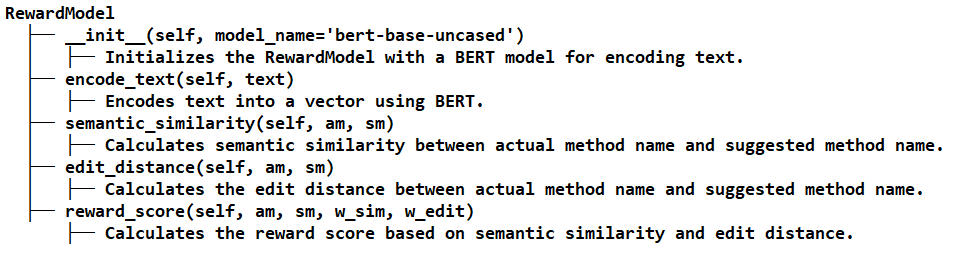 RewardModel
├── __init__(self, model_name='bert-base-uncased')
├── Initializes the RewardModel with a BERT model for encoding text.
├── encode_text(self, text)
├── Encodes text into a vector using BERT.
├── semantic_similarity(self, am, sm)
├── Calculates semantic similarity between actual method name and suggested method name.
├── edit_distance(self, am, sm)
├── Calculates the edit distance between actual method name and suggested method name.
├── reward_score(self, am, sm, w_sim, w_edit)
├── Calculates the reward score based on semantic similarity and edit distance.